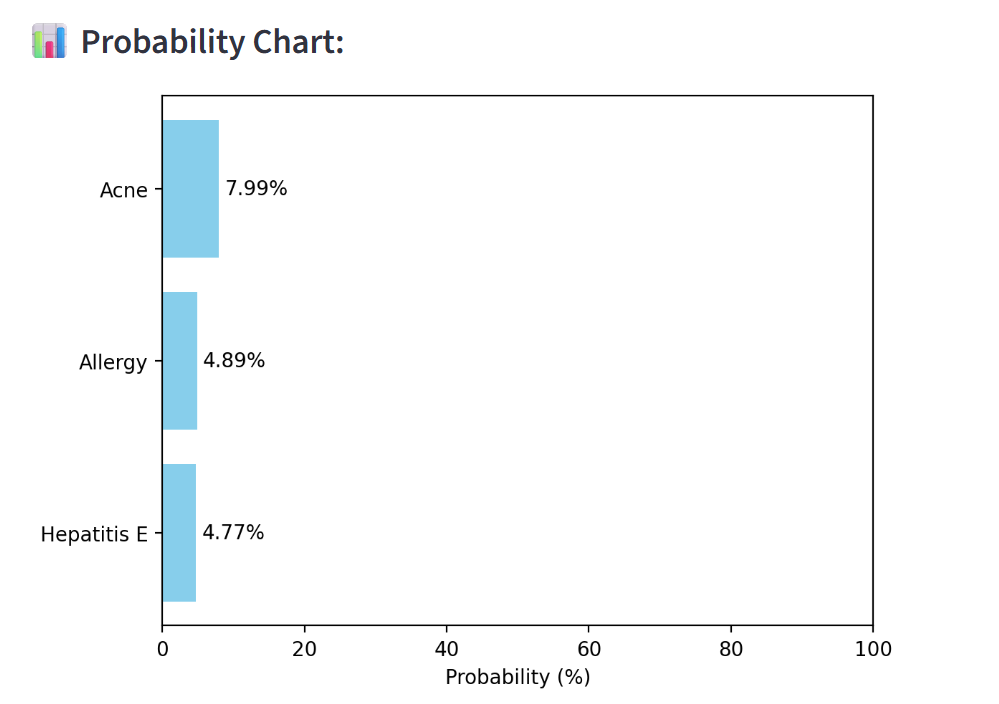 Probability Chart:
Acne
7.99%
Allergy
4.89%
Hepatitis E
4.77%
0 20 40 60 80 100
Probability (%)